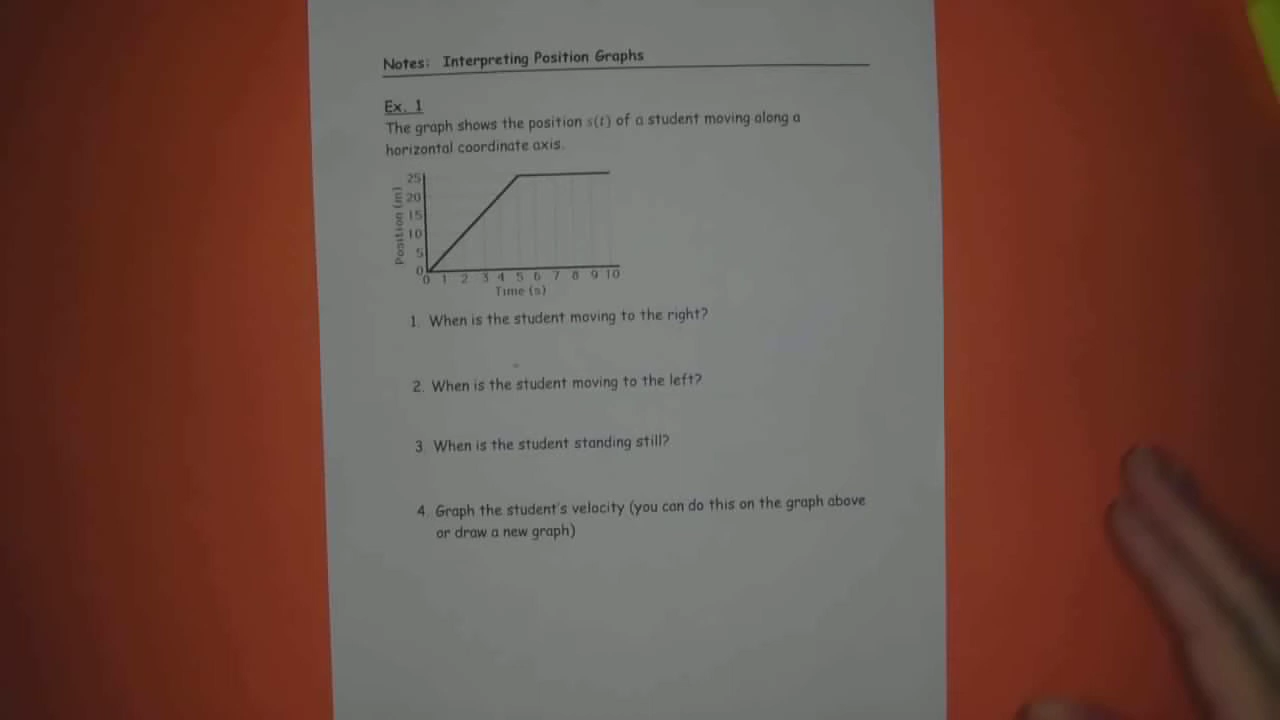 Notes: Interpreting Position Graphs
Ex. 1
The graph shows the position s(t) of a student moving along a
horizontal coordinate axis.
Position (m)
25
20
15
10
5
0
0 1 2 3 4 5 6 7 8 9 10
Time (s)
1. When is the student moving to the right?
2. When is the student moving to the left?
3. When is the student standing still?
4. Graph the student's velocity (you can do this on the graph above
or draw a new graph)